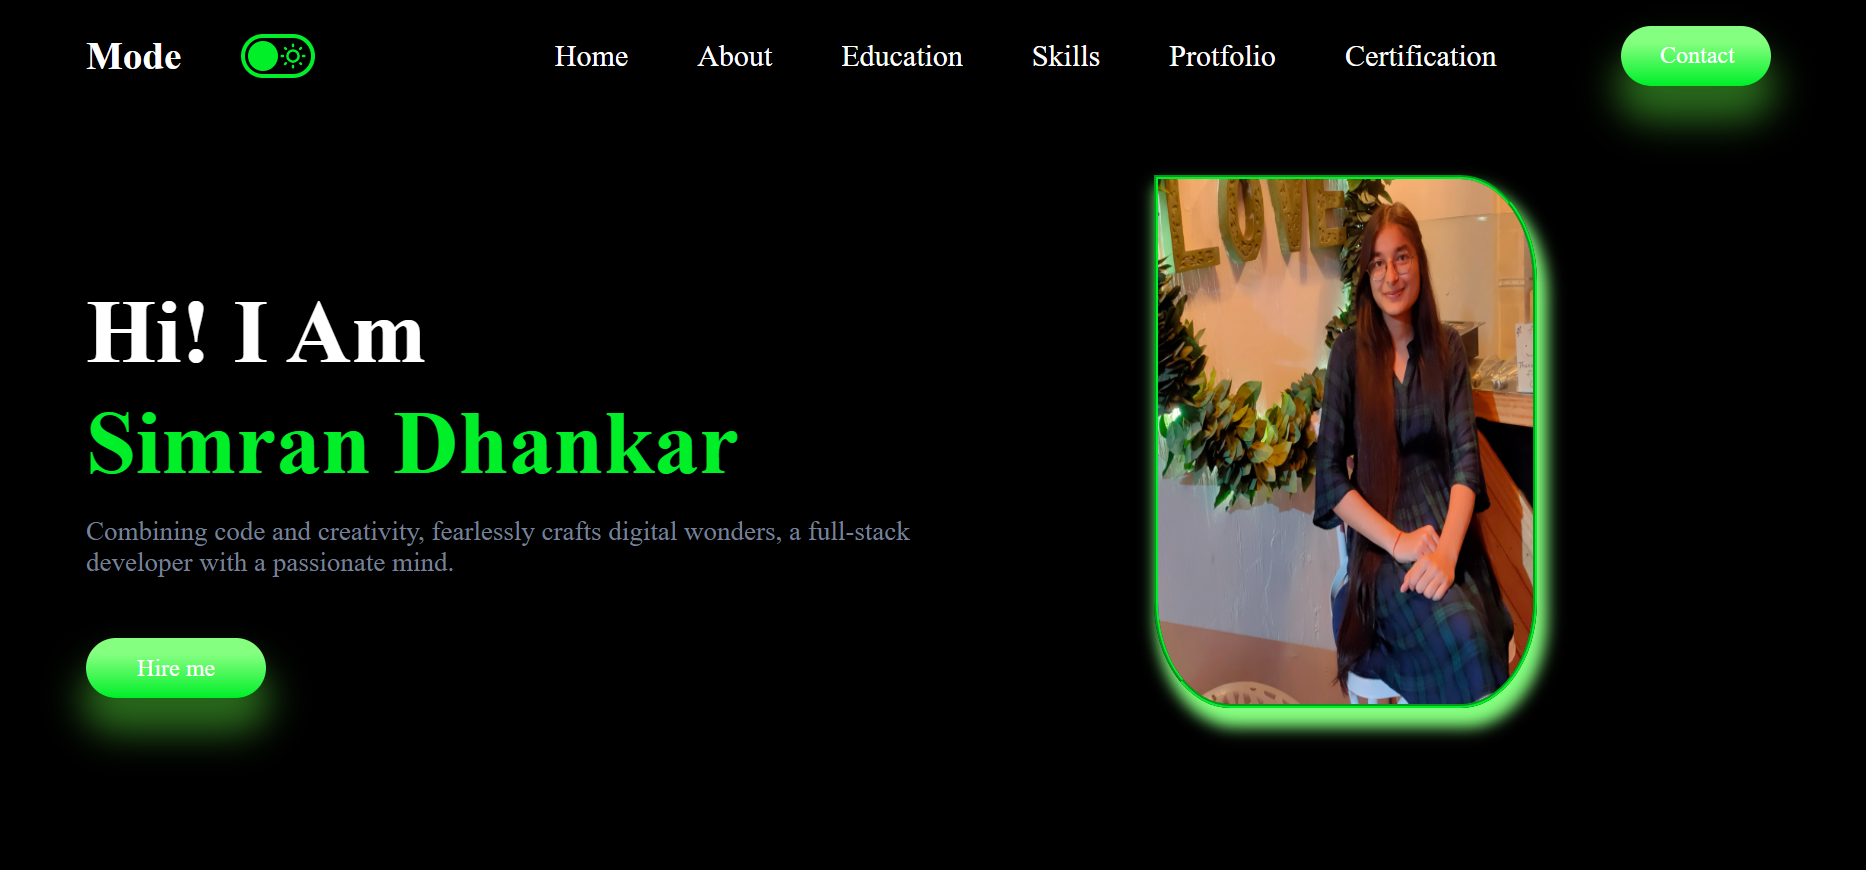 Mode Home About Education Skills Protfolio Certification Contact
LOVE
Hi! I Am
Simran Dhankar
Combining code and creativity, fearlessly crafts digital wonders, a full-stack
developer with a passionate mind.
Hire me